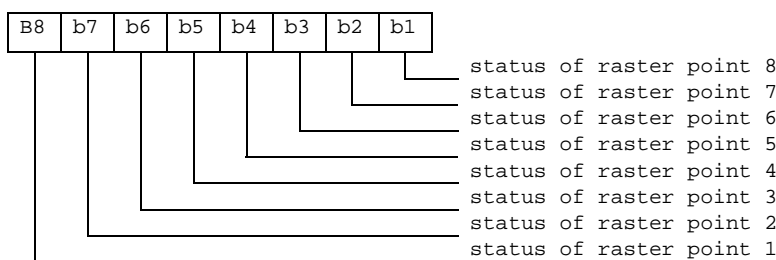 B8 b7 b6 b5 b4 b3 b2 b1
status of raster point 8
status of raster point 7
status of raster point 6
status of raster point 5
status of raster point 4
status of raster point 3
status of raster point 2
status of raster point 1